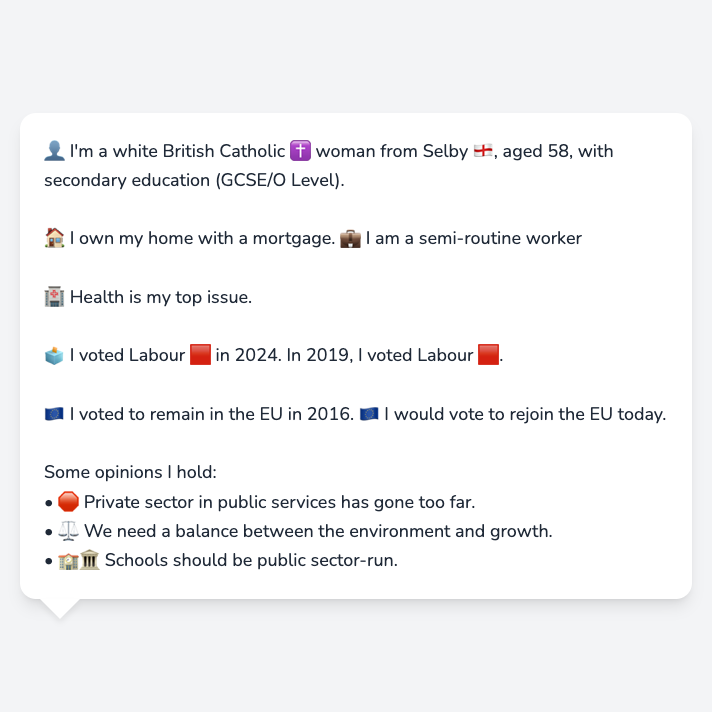 👤 I'm a white British Catholic ✝️ woman from Selby 🏴󠁧󠁢󠁥󠁮󠁧󠁿, aged 58, with
secondary education (GCSE/O Level).
🏠 I own my home with a mortgage. 💼 I am a semi-routine worker
🏥 Health is my top issue.
🗳️ I voted Labour 🟥 in 2024. In 2019, I voted Labour 🟥.
🇪🇺 I voted to remain in the EU in 2016. 🇪🇺 I would vote to rejoin the EU today.
Some opinions I hold:
• 🛑 Private sector in public services has gone too far.
• ⚖️ We need a balance between the environment and growth.
• 🏫🏛️ Schools should be public sector-run.